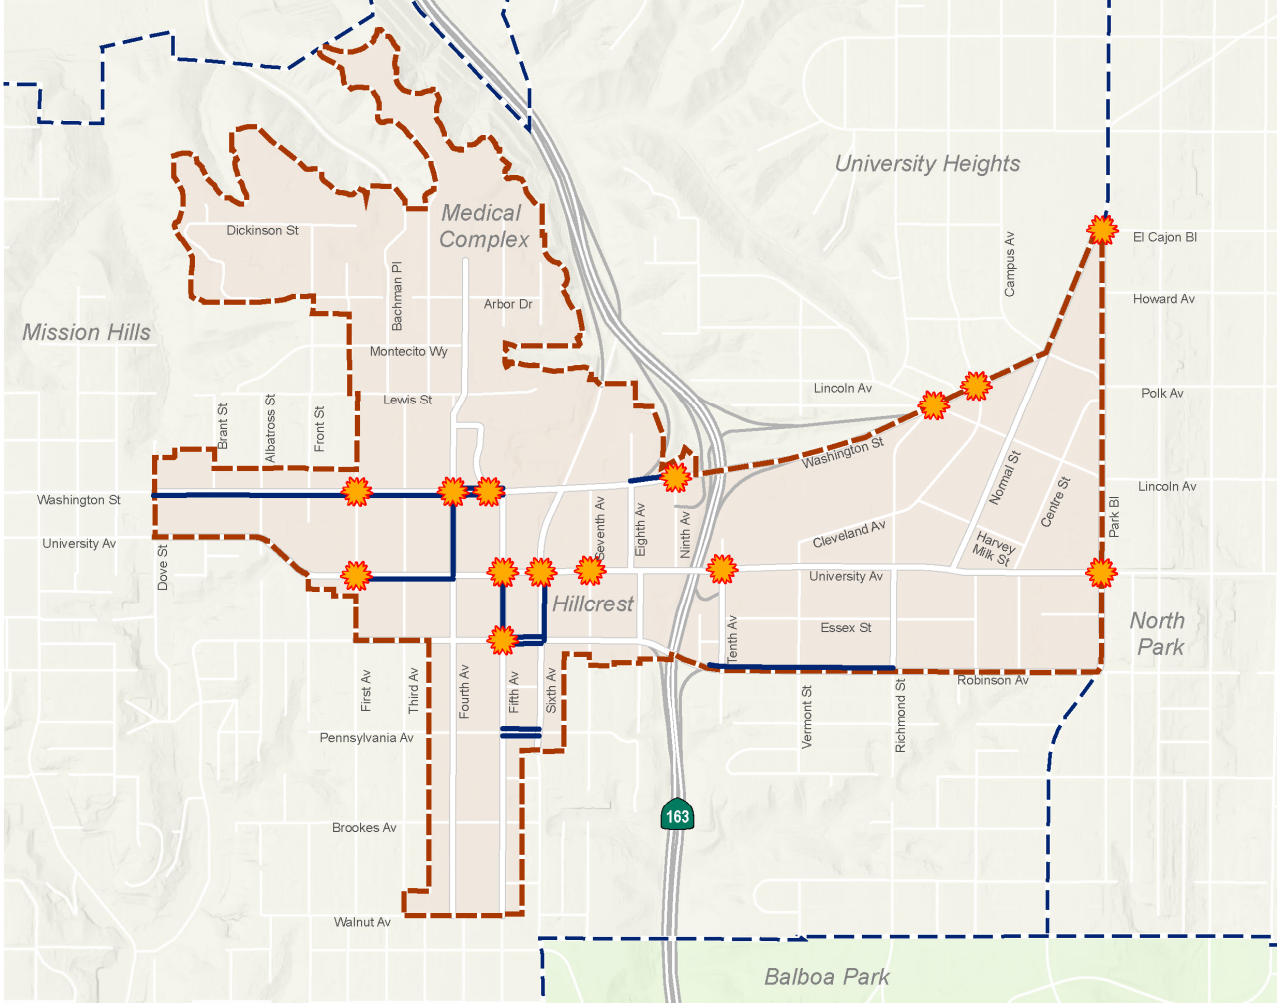 University Heights
Medical
Complex
Dickinson St
El Cajon Bl
Campus Av
Bachman Pl
Arbor Dr
Howard Av
Mission Hills
Montecito Wy
Lincoln Av
Polk Av
Lewis St
Brant St
Albatross St
Front St
Washington St
Normal St
Centre St
Lincoln Av
Washington St
Park Bl
Seventh Av
Eighth Av
Ninth Av
Cleveland Av
Harvey
Milk St
University Av
Dove St
University Av
Hillcrest
Essex St
North
Park
Tenth Av
First Av
Third Av
Fourth Av
Fifth Av
Sixth Av
Robinson Av
Vermont St
Richmond St
Pennsylvania Av
163
Brookes Av
Walnut Av
Balboa Park